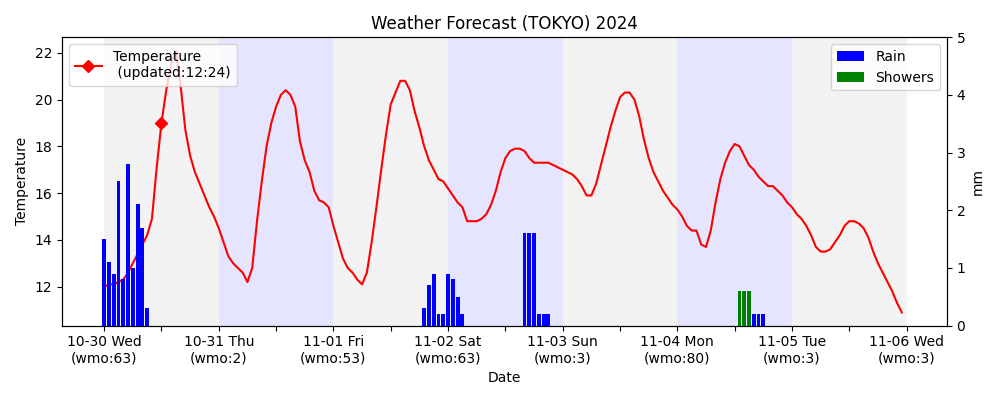 Weather Forecast (TOKYO) 2024
Temperature
(updated:12:24)
Rain
Showers
Temperature
22
20
18
16
14
12
5
4
3
2
1
0
mm
10-30 Wed
(wmo:63)
10-31 Thu
(wmo:2)
11-01 Fri
(wmo:53)
11-02 Sat
(wmo:63)
11-03 Sun
(wmo:3)
11-04 Mon
(wmo:80)
11-05 Tue
(wmo:3)
11-06 Wed
(wmo:3)
Date